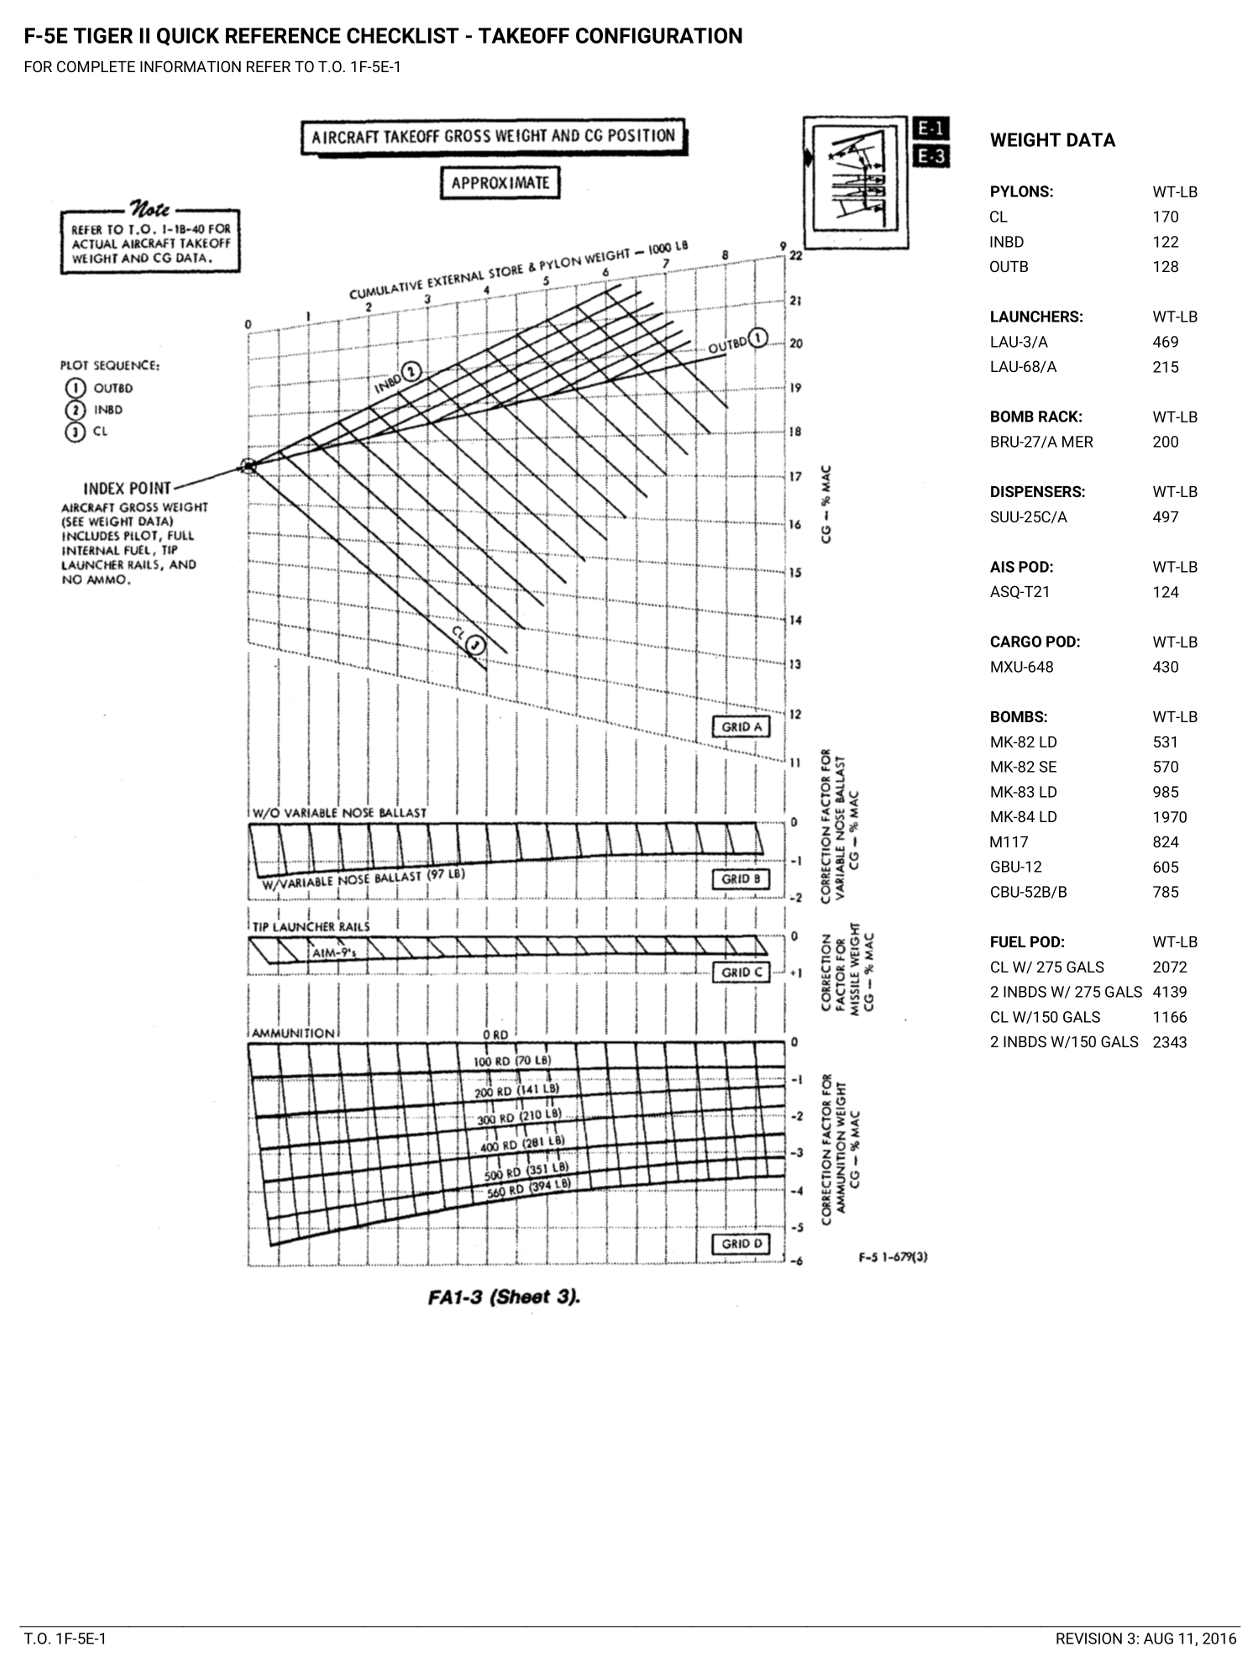 F-5E TIGER II QUICK REFERENCE CHECKLIST - TAKEOFF CONFIGURATION
FOR COMPLETE INFORMATION REFER TO T.O. 1F-5E-1
AIRCRAFT TAKEOFF GROSS WEIGHT AND CG POSITION
APPROXIMATE
E-1
E-3
Note
REFER TO T.O. 1-1B-40 FOR
ACTUAL AIRCRAFT TAKEOFF
WEIGHT AND CG DATA.
CUMULATIVE EXTERNAL STORE & PYLON WEIGHT – 1000 LB
0 1 2 3 4 5 6 7 8 9
22
21
20
19
18
17
16
15
14
13
12
11
CG – % MAC
OUTBD 1
INBD 2
CL 3
PLOT SEQUENCE:
1 OUTBD
2 INBD
3 CL
INDEX POINT
AIRCRAFT GROSS WEIGHT
(SEE WEIGHT DATA)
INCLUDES PILOT, FULL
INTERNAL FUEL, TIP
LAUNCHER RAILS, AND
NO AMMO.
GRID A
W/O VARIABLE NOSE BALLAST
W/VARIABLE NOSE BALLAST (97 LB)
GRID B
0
-1
-2
CORRECTION FACTOR FOR
VARIABLE NOSE BALLAST
CG – % MAC
TIP LAUNCHER RAILS
AIM-9's
GRID C
0
+1
CORRECTION
FACTOR FOR
MISSILE WEIGHT
CG – % MAC
AMMUNITION
0 RD
100 RD (70 LB)
200 RD (141 LB)
300 RD (210 LB)
400 RD (281 LB)
500 RD (351 LB)
560 RD (394 LB)
GRID D
0
-1
-2
-3
-4
-5
-6
CORRECTION FACTOR FOR
AMMUNITION WEIGHT
CG – % MAC
F-5 1-679(3)
FA1-3 (Sheet 3).
WEIGHT DATA
PYLONS: WT-LB
CL 170
INBD 122
OUTB 128
LAUNCHERS: WT-LB
LAU-3/A 469
LAU-68/A 215
BOMB RACK: WT-LB
BRU-27/A MER 200
DISPENSERS: WT-LB
SUU-25C/A 497
AIS POD: WT-LB
ASQ-T21 124
CARGO POD: WT-LB
MXU-648 430
BOMBS: WT-LB
MK-82 LD 531
MK-82 SE 570
MK-83 LD 985
MK-84 LD 1970
M117 824
GBU-12 605
CBU-52B/B 785
FUEL POD: WT-LB
CL W/ 275 GALS 2072
2 INBDS W/ 275 GALS 4139
CL W/150 GALS 1166
2 INBDS W/150 GALS 2343
T.O. 1F-5E-1
REVISION 3: AUG 11, 2016